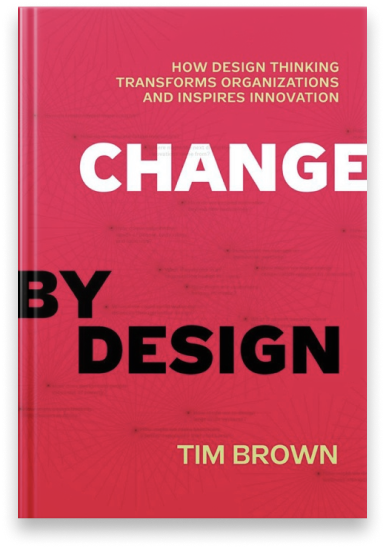 HOW DESIGN THINKING
TRANSFORMS ORGANIZATIONS
AND INSPIRES INNOVATION
CHANGE
BY
DESIGN
TIM BROWN